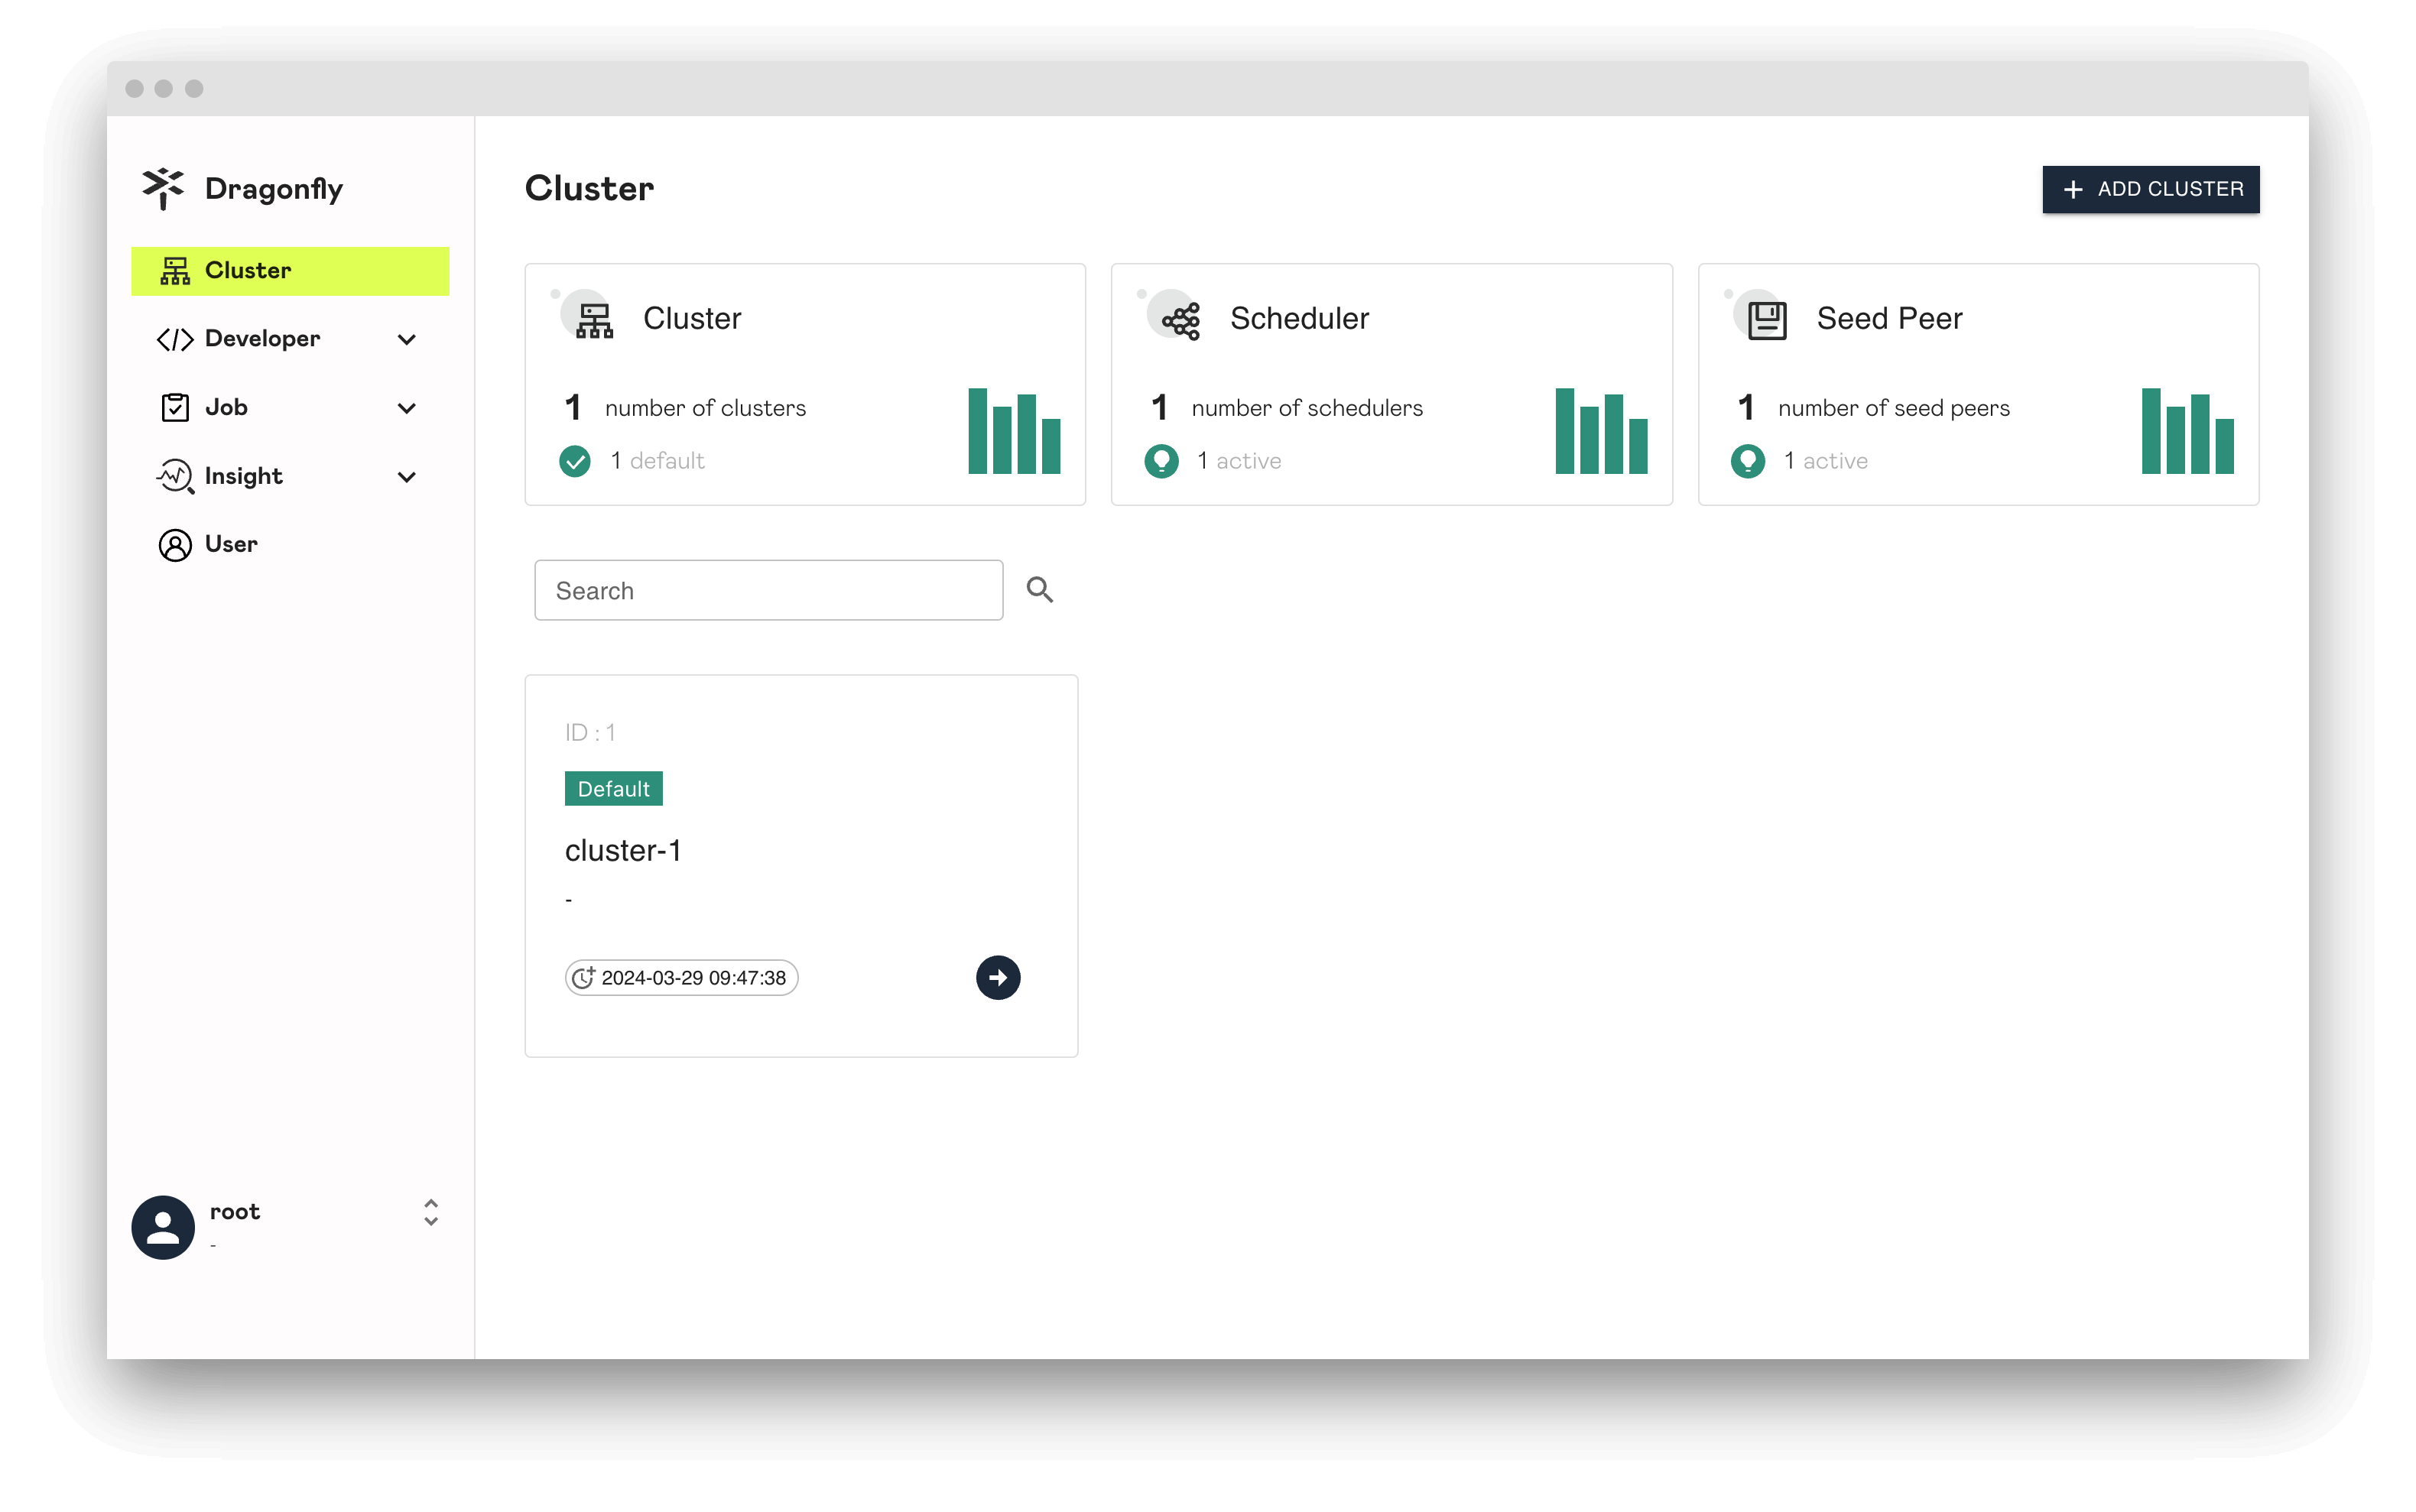 Dragonfly
Cluster
Developer
Job
Insight
User
root
-
Cluster
ADD CLUSTER
Cluster
1 number of clusters
1 default
Scheduler
1 number of schedulers
1 active
Seed Peer
1 number of seed peers
1 active
Search
ID : 1
Default
cluster-1
-
2024-03-29 09:47:38